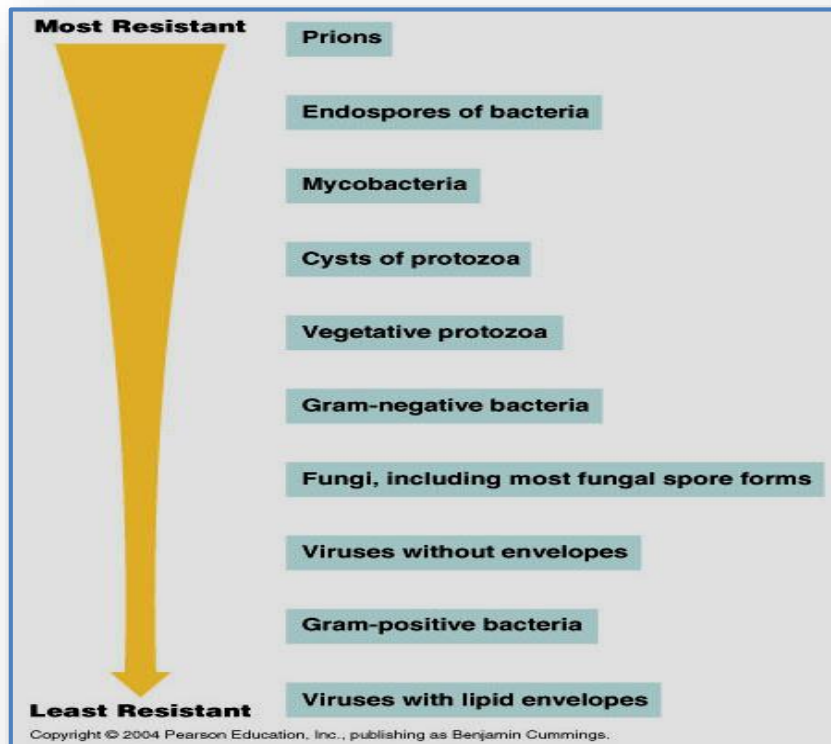 Most Resistant
Prions
Endospores of bacteria
Mycobacteria
Cysts of protozoa
Vegetative protozoa
Gram-negative bacteria
Fungi, including most fungal spore forms
Viruses without envelopes
Gram-positive bacteria
Viruses with lipid envelopes
Least Resistant
Copyright © 2004 Pearson Education, Inc., publishing as Benjamin Cummings.